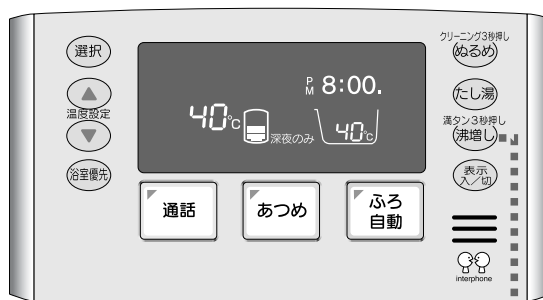 選択
温度設定
浴室優先
PM 8:00.
40℃
深夜のみ
40℃
クリーニング3秒押し
ぬるめ
たし湯
満タン3秒押し
沸増し
表示
入/切
通話
あつめ
ふろ
自動
interphone